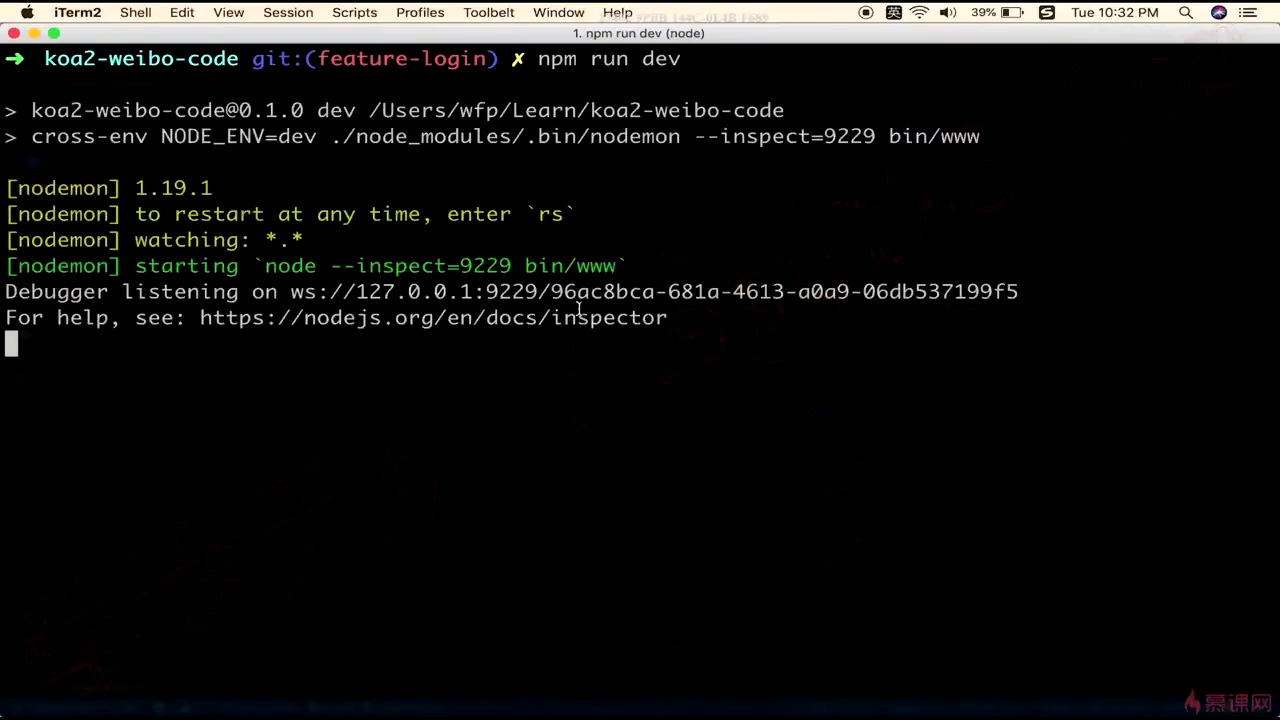 iTerm2 Shell Edit View Session Scripts Profiles Toolbelt Window Help 英 39% Tue 10:32 PM
1. npm run dev (node)
➜ koa2-weibo-code git:(feature-login) ✗ npm run dev
> koa2-weibo-code@0.1.0 dev /Users/wfp/Learn/koa2-weibo-code
> cross-env NODE_ENV=dev ./node_modules/.bin/nodemon --inspect=9229 bin/www
[nodemon] 1.19.1
[nodemon] to restart at any time, enter `rs`
[nodemon] watching: *.*
[nodemon] starting `node --inspect=9229 bin/www`
Debugger listening on ws://127.0.0.1:9229/96ac8bca-681a-4613-a0a9-06db537199f5
For help, see: https://nodejs.org/en/docs/inspector
慕课网